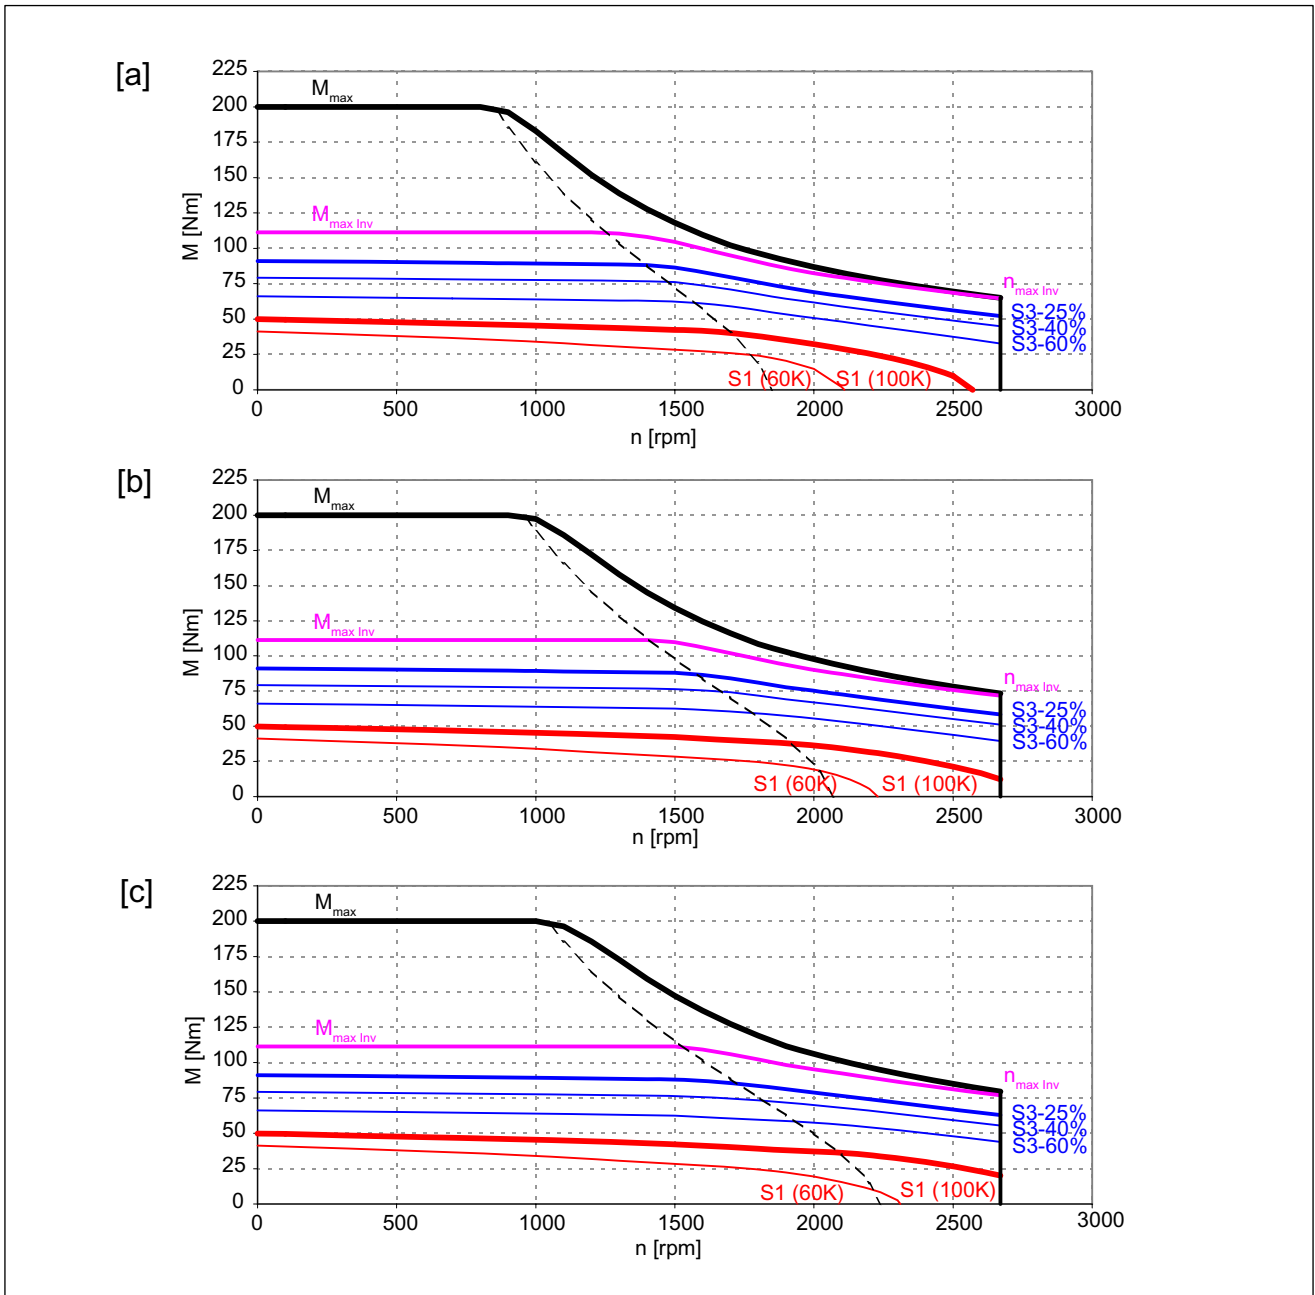 [a]
225
200
175
150
125
100
75
50
25
0
M [Nm]
Mmax
Mmax Inv
nmax Inv
S3-25%
S3-40%
S3-60%
S1 (60K)
S1 (100K)
0 500 1000 1500 2000 2500 3000
n [rpm]
[b]
225
200
175
150
125
100
75
50
25
0
M [Nm]
Mmax
Mmax Inv
nmax Inv
S3-25%
S3-40%
S3-60%
S1 (60K)
S1 (100K)
0 500 1000 1500 2000 2500 3000
n [rpm]
[c]
225
200
175
150
125
100
75
50
25
0
M [Nm]
Mmax
Mmax Inv
nmax Inv
S3-25%
S3-40%
S3-60%
S1 (60K)
S1 (100K)
0 500 1000 1500 2000 2500 3000
n [rpm]